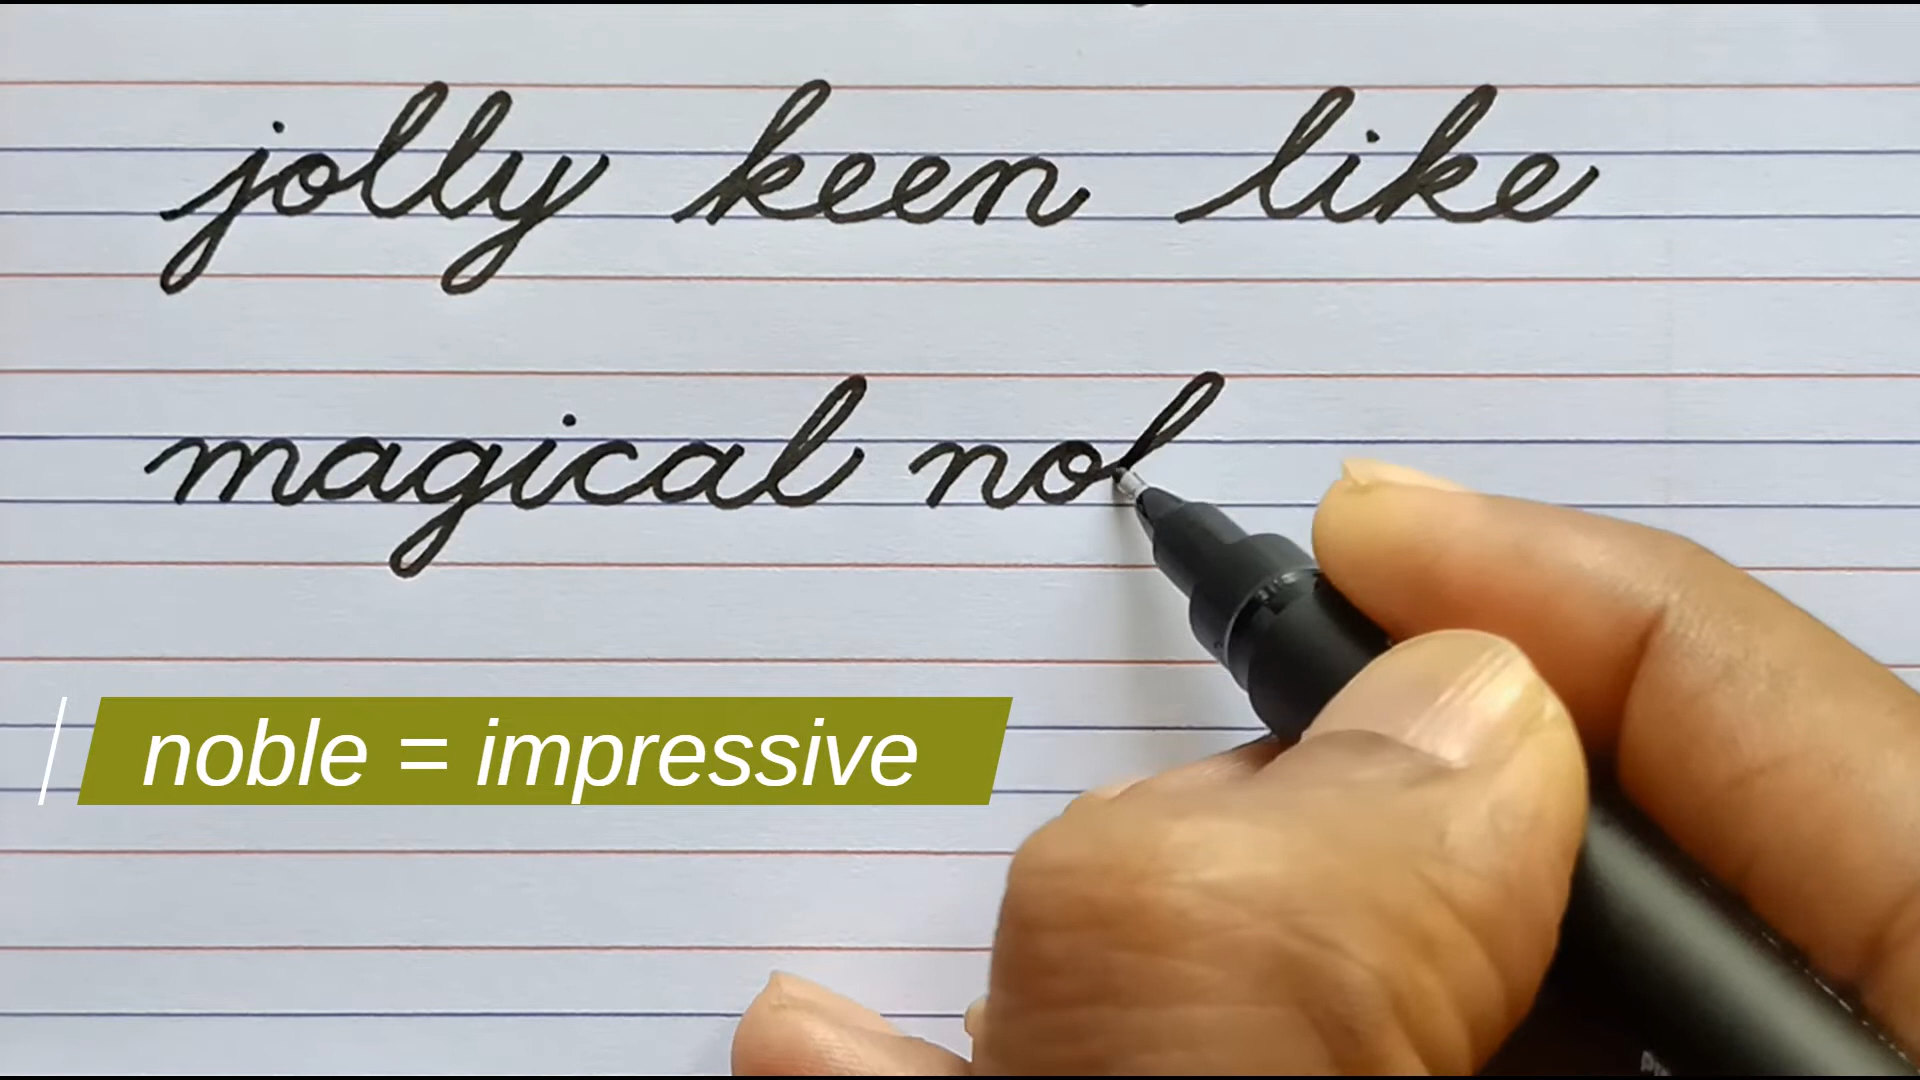 jolly keen like
magical nol
noble = impressive